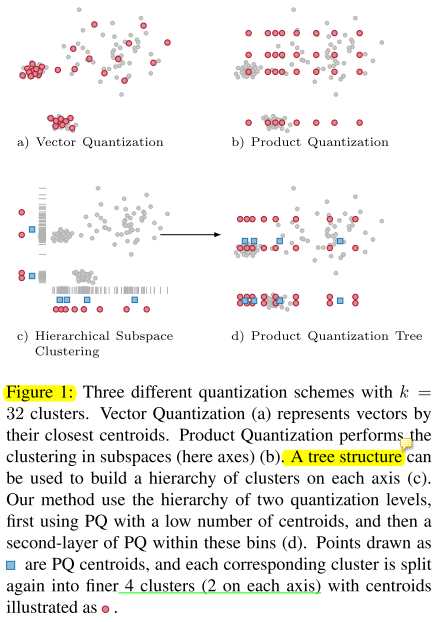 a) Vector Quantization
b) Product Quantization
c) Hierarchical Subspace
Clustering
d) Product Quantization Tree
Figure 1: Three different quantization schemes with k =
32 clusters. Vector Quantization (a) represents vectors by
their closest centroids. Product Quantization performs the
clustering in subspaces (here axes) (b). A tree structure can
be used to build a hierarchy of clusters on each axis (c).
Our method use the hierarchy of two quantization levels,
first using PQ with a low number of centroids, and then a
second-layer of PQ within these bins (d). Points drawn as
are PQ centroids, and each corresponding cluster is split
again into finer 4 clusters (2 on each axis) with centroids
illustrated as .